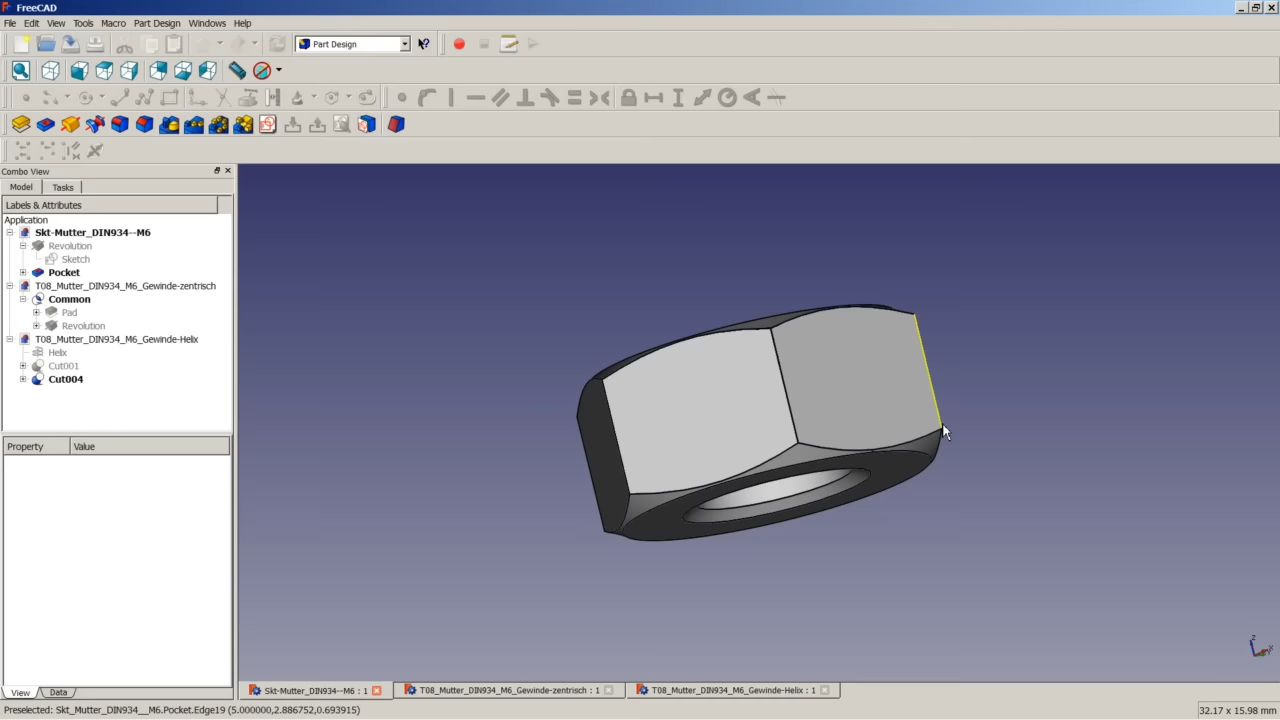 FreeCAD
File Edit View Tools Macro Part Design Windows Help
Part Design
Combo View
Model Tasks
Labels & Attributes
Application
Skt-Mutter_DIN934--M6
Revolution
Sketch
Pocket
T08_Mutter_DIN934_M6_Gewinde-zentrisch
Common
Pad
Revolution
T08_Mutter_DIN934_M6_Gewinde-Helix
Helix
Cut001
Cut004
Property Value
View Data
Skt-Mutter_DIN934--M6 : 1 T08_Mutter_DIN934_M6_Gewinde-zentrisch : 1 T08_Mutter_DIN934_M6_Gewinde-Helix : 1
Preselected: Skt_Mutter_DIN934__M6.Pocket.Edge19 (5.000000,2.886752,0.693915) 32.17 x 15.98 mm